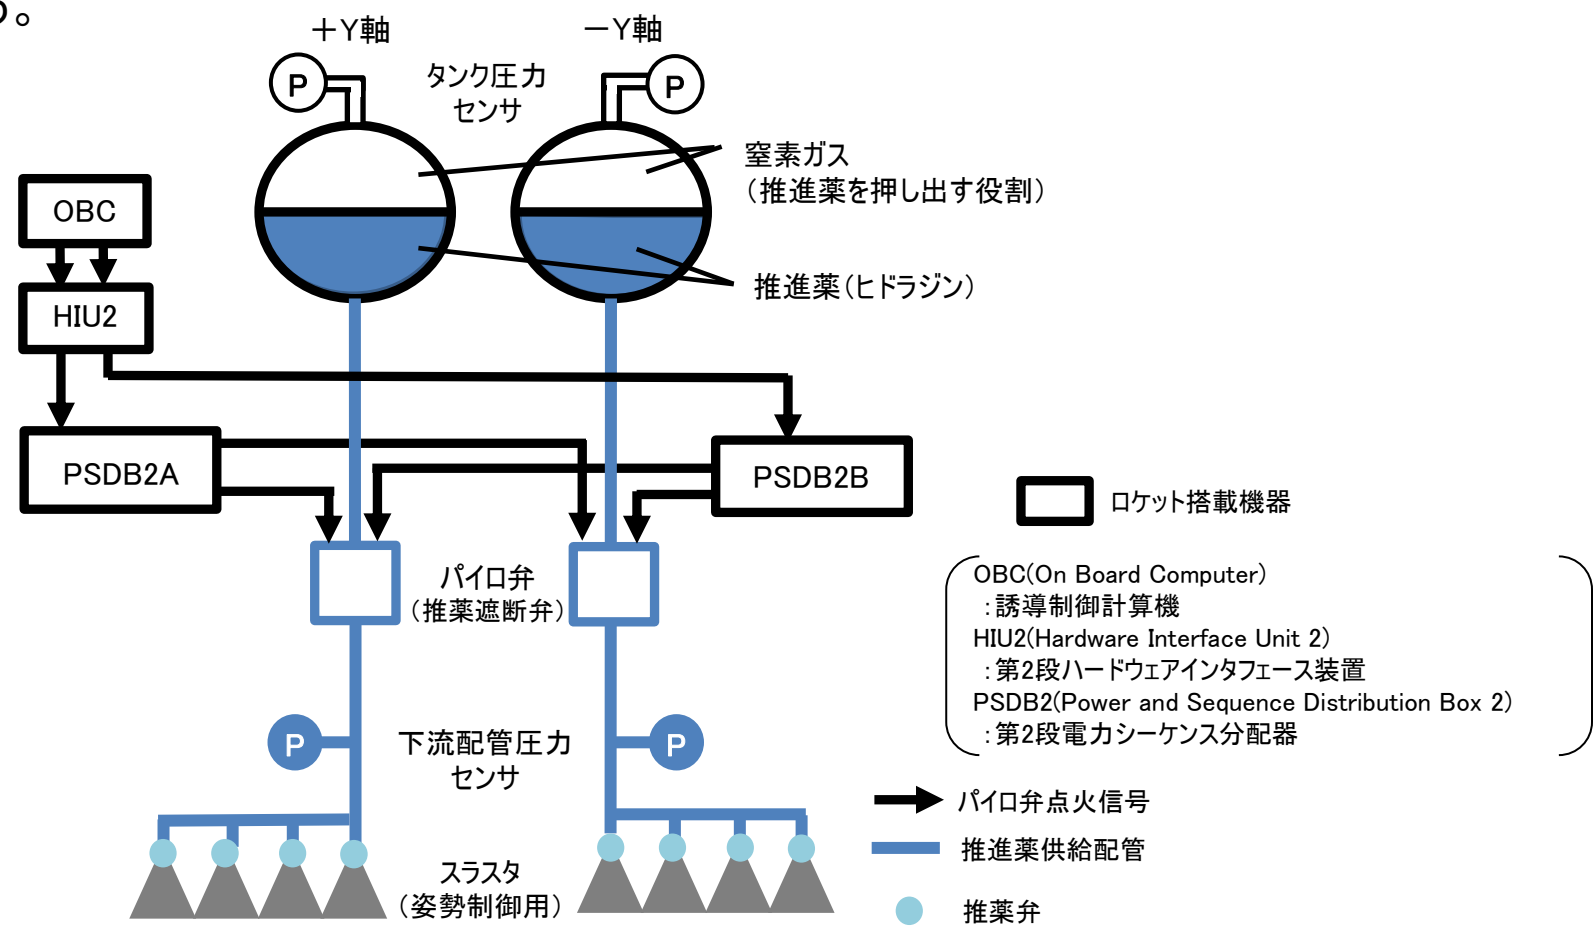 。
＋Y軸
－Y軸
P
P
タンク圧力
センサ
窒素ガス
（推進薬を押し出す役割）
OBC
推進薬（ヒドラジン）
HIU2
PSDB2A
PSDB2B
ロケット搭載機器
パイロ弁
（推薬遮断弁）
OBC(On Board Computer)
：誘導制御計算機
HIU2(Hardware Interface Unit 2)
：第2段ハードウェアインタフェース装置
PSDB2(Power and Sequence Distribution Box 2)
：第2段電力シーケンス分配器
P
P
下流配管圧力
センサ
パイロ弁点火信号
推進薬供給配管
スラスタ
（姿勢制御用）
推薬弁